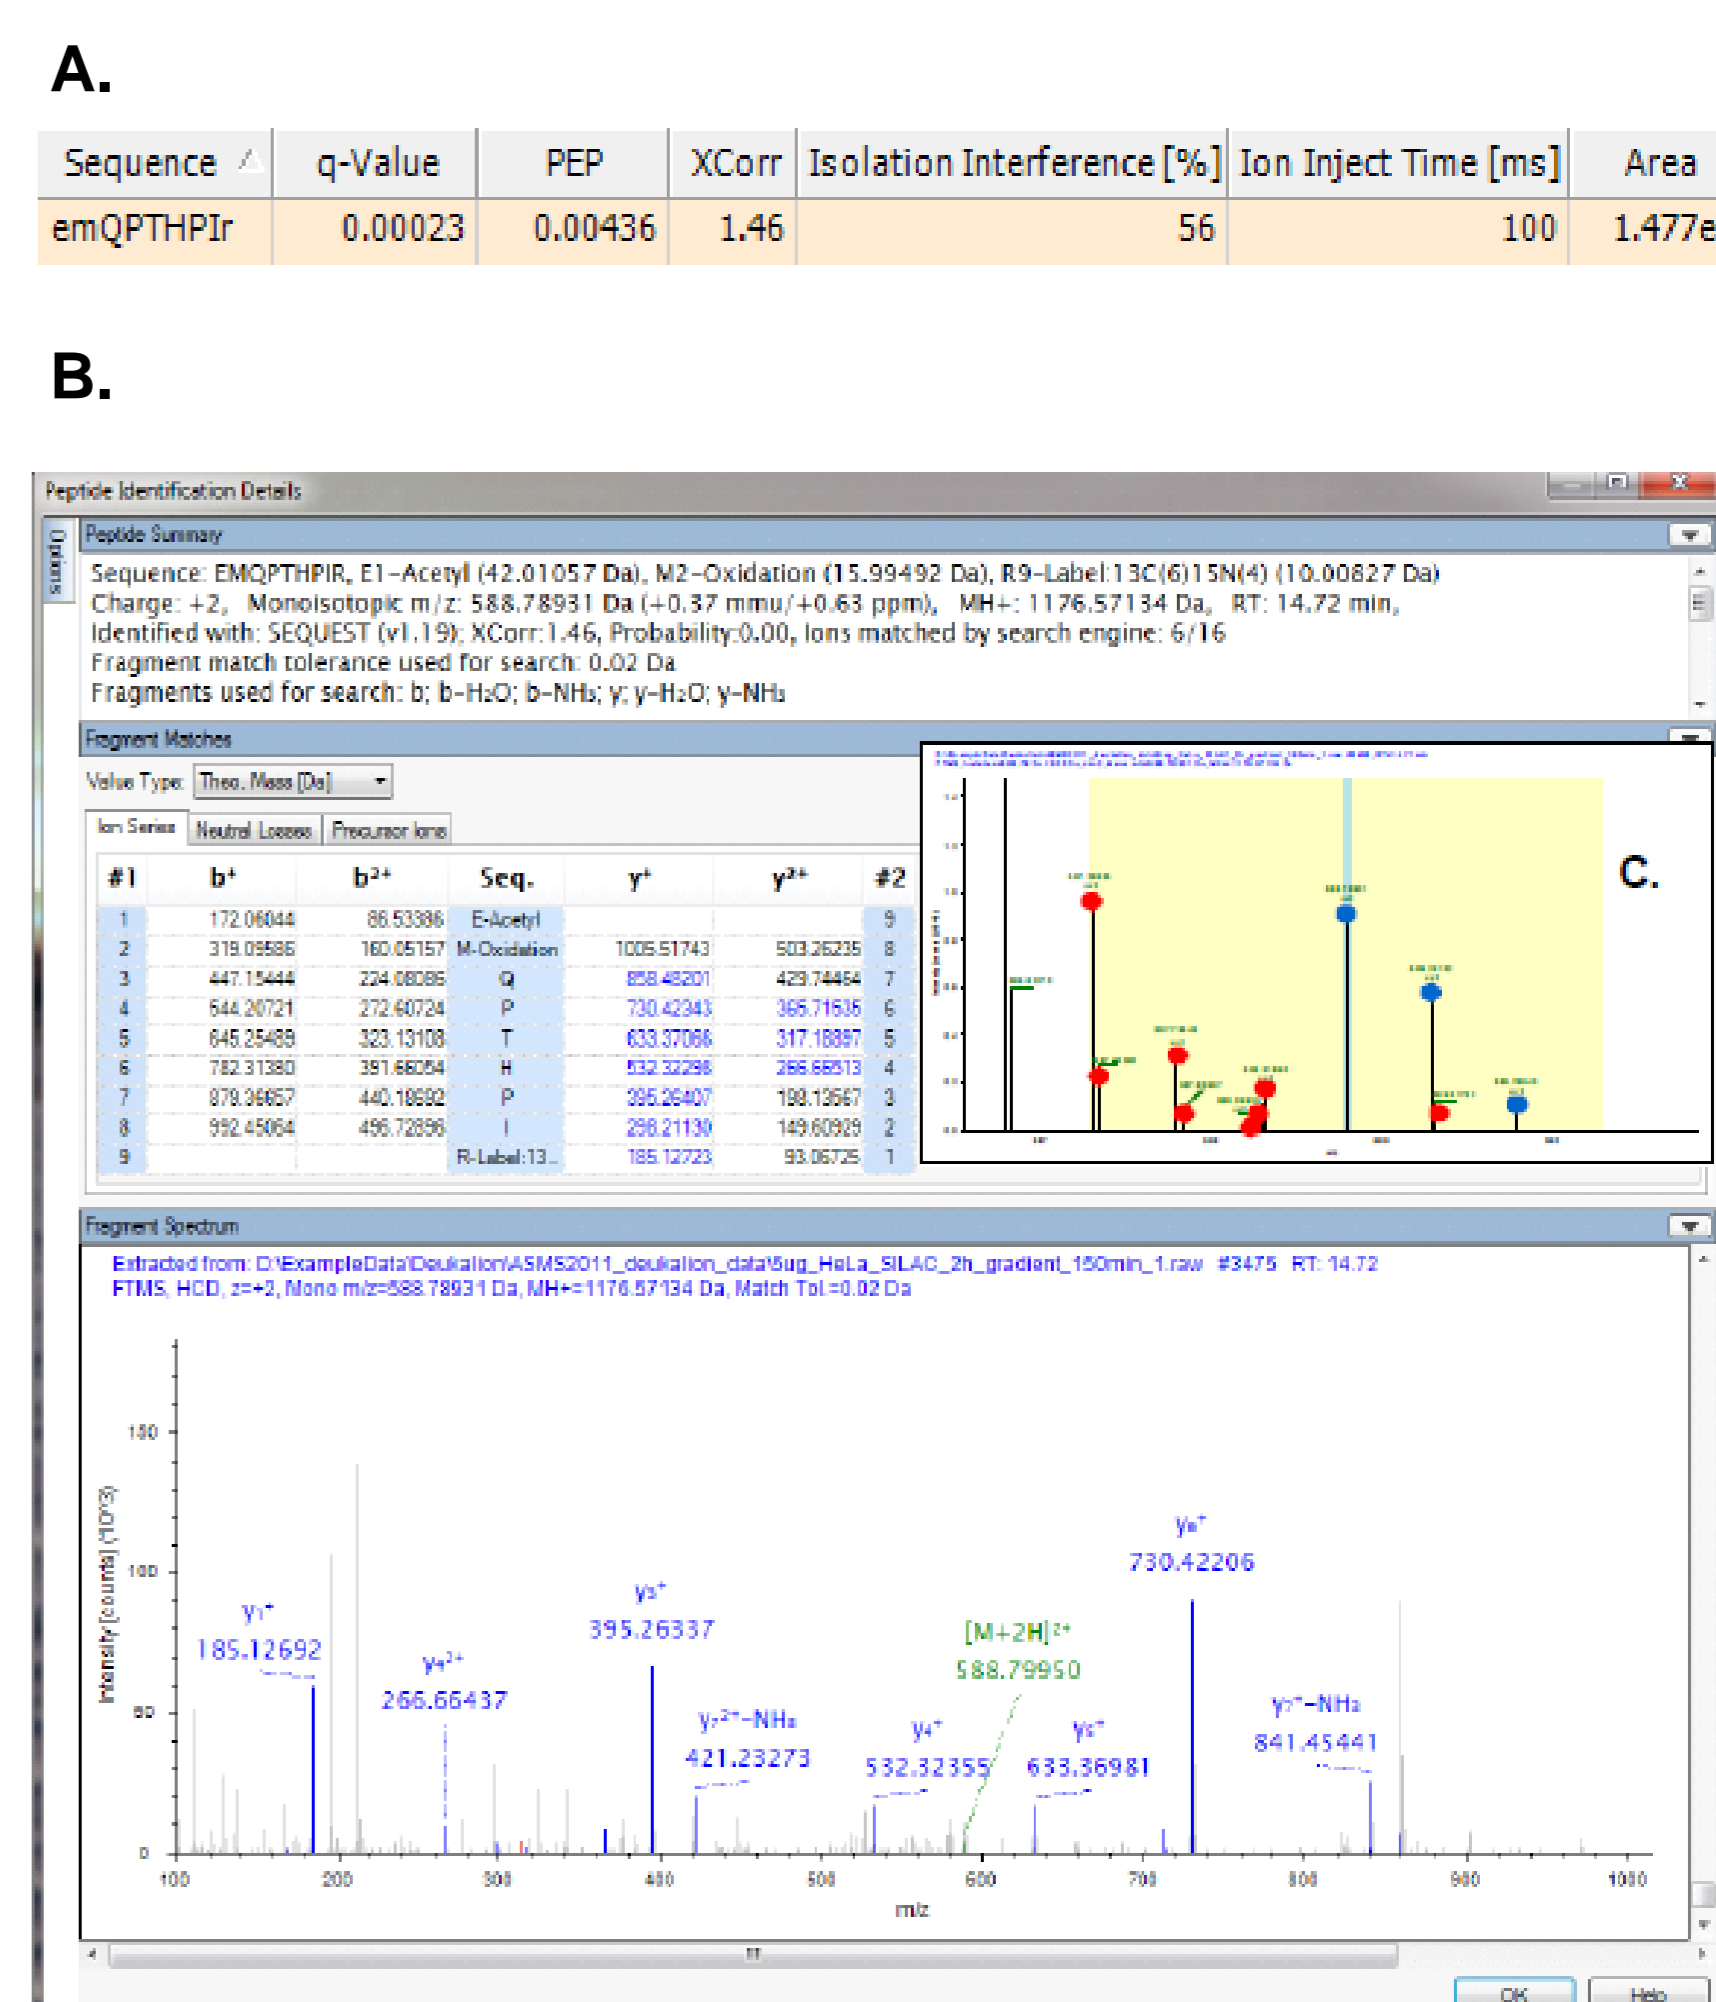 A.
Sequence q-Value PEP XCorr Isolation Interference [%] Ion Inject Time [ms] Area
emQPTHPIr 0.00023 0.00436 1.46 56 100 1.477e
B.
Peptide Identification Details
Options
Peptide Summary
Sequence: EMQPTHPIR, E1-Acetyl (42.01057 Da), M2-Oxidation (15.99492 Da), R9-Label:13C(6)15N(4) (10.00827 Da)
Charge: +2, Monoisotopic m/z: 588.78931 Da (+0.37 mmu/+0.63 ppm), MH+: 1176.57134 Da, RT: 14.72 min,
Identified with: SEQUEST (v1.19); XCorr:1.46, Probability:0.00, Ions matched by search engine: 6/16
Fragment match tolerance used for search: 0.02 Da
Fragments used for search: b; b-H₂O; b-NH₃; y; y-H₂O; y-NH₃
Fragment Matches
Value Type: Theo. Mass [Da]
Ion Series Neutral Losses Precursor Ions
#1 b⁺ b²⁺ Seq. y⁺ y²⁺ #2
1 172.06044 86.53386 E-Acetyl 9
2 319.09586 160.05157 M-Oxidation 1005.51743 503.26235 8
3 447.15444 224.08086 Q 858.48201 429.74464 7
4 544.20721 272.60724 P 730.42343 365.71535 6
5 645.25489 323.13108 T 633.37066 317.18897 5
6 782.31380 391.66054 H 532.32298 266.66513 4
7 879.36657 440.18692 P 395.26407 198.13567 3
8 992.45064 496.72896 I 298.21130 149.60929 2
9 R-Label:13... 185.12723 93.06725 1
C.
Fragment Spectrum
Extracted from: D:\ExampleData\Deukalion\ASMS2011_deukalion_data\5ug_HeLa_SILAC_2h_gradient_150min_1.raw #3475 RT: 14.72
FTMS, HCD, z=+2, Mono m/z=588.78931 Da, MH+=1176.57134 Da, Match Tol.=0.02 Da
Intensity [counts] (10^3)
150
100
50
0
y₁⁺
185.12692
y₄²⁺
266.66437
y₃⁺
395.26337
y₇²⁺-NH₃
421.23273
y₄⁺
532.32355
[M+2H]²⁺
588.79950
y₅⁺
633.36981
y₆⁺
730.42206
y₇⁺-NH₃
841.45441
100 200 300 400 500 600 700 800 900 1000
m/z
OK Help